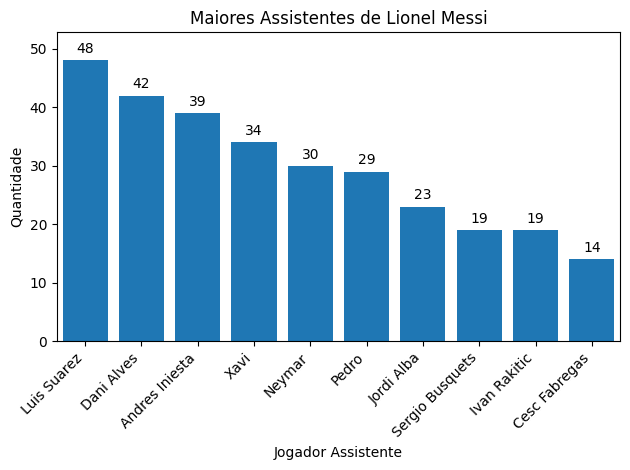 Maiores Assistentes de Lionel Messi
Quantidade
50
40
30
20
10
0
48
42
39
34
30
29
23
19
19
14
Luis Suarez
Dani Alves
Andres Iniesta
Xavi
Neymar
Pedro
Jordi Alba
Sergio Busquets
Ivan Rakitic
Cesc Fabregas
Jogador Assistente